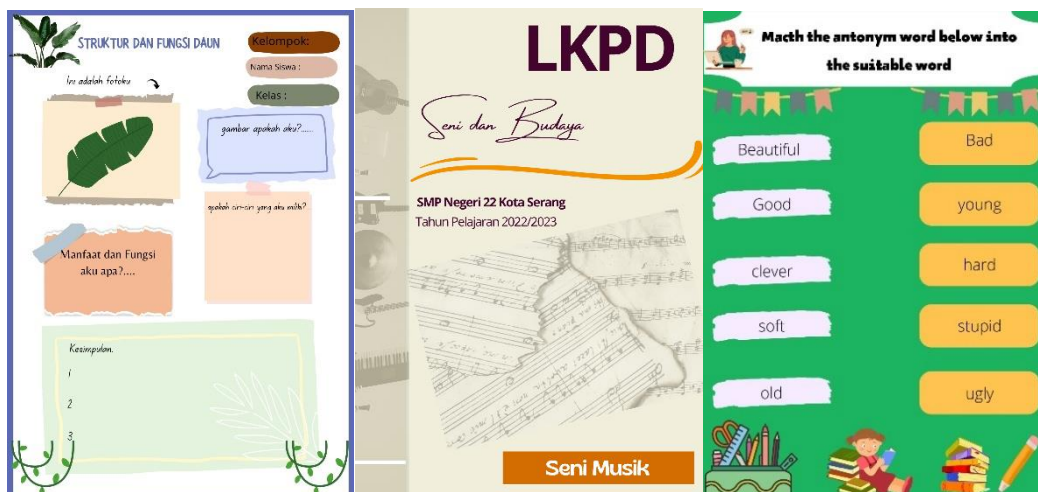 STRUKTUR DAN FUNGSI DAUN
Kelompok:
Nama Siswa :
Kelas :
Ini adalah fotoku
gambar apakah aku?.....
apakah ciri-ciri yang aku miliki?
Manfaat dan Fungsi
aku apa?....
Kesimpulan.
1
2
3.
LKPD
Seni dan Budaya
SMP Negeri 22 Kota Serang
Tahun Pelajaran 2022/2023
Seni Musik
Macth the antonym word below into
the suitable word
Beautiful
Bad
Good
young
clever
hard
soft
stupid
old
ugly